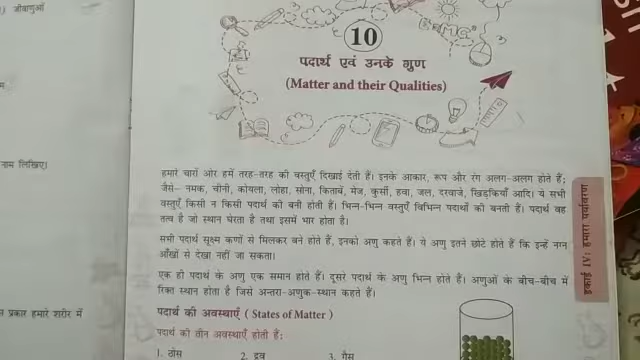 जीवाणुओं
नाम लिखिए।
प्रकार हमारे शरीर में
10
पदार्थ एवं उनके गुण
(Matter and their Qualities)
हमारे चारों ओर हमें तरह-तरह की वस्तुएँ दिखाई देती हैं। इनके आकार, रूप और रंग अलग-अलग होते हैं;
जैसे- नमक, चीनी, कोयला, लोहा, सोना, किताबें, मेज, कुर्सी, हवा, जल, दरवाजे, खिड़कियाँ आदि। ये सभी
वस्तुएँ किसी न किसी पदार्थ की बनी होती हैं। भिन्न-भिन्न वस्तुएँ विभिन्न पदार्थों की बनती हैं। पदार्थ वह
तत्व है जो स्थान घेरता है तथा इसमें भार होता है।
सभी पदार्थ सूक्ष्म कणों से मिलकर बने होते हैं, इनको अणु कहते हैं। ये अणु इतने छोटे होते हैं कि इन्हें नग्न
आँखों से देखा नहीं जा सकता।
एक ही पदार्थ के अणु एक समान होते हैं। दूसरे पदार्थ के अणु भिन्न होते हैं। अणुओं के बीच-बीच में
रिक्त स्थान होता है जिसे अन्तरा-अणुक-स्थान कहते हैं।
पदार्थ की अवस्थाएँ ( States of Matter )
पदार्थ की तीन अवस्थाएँ होती हैं:
1. ठोस 2. द्रव 3. गैस
इकाई IV: हमारा पर्यावरण